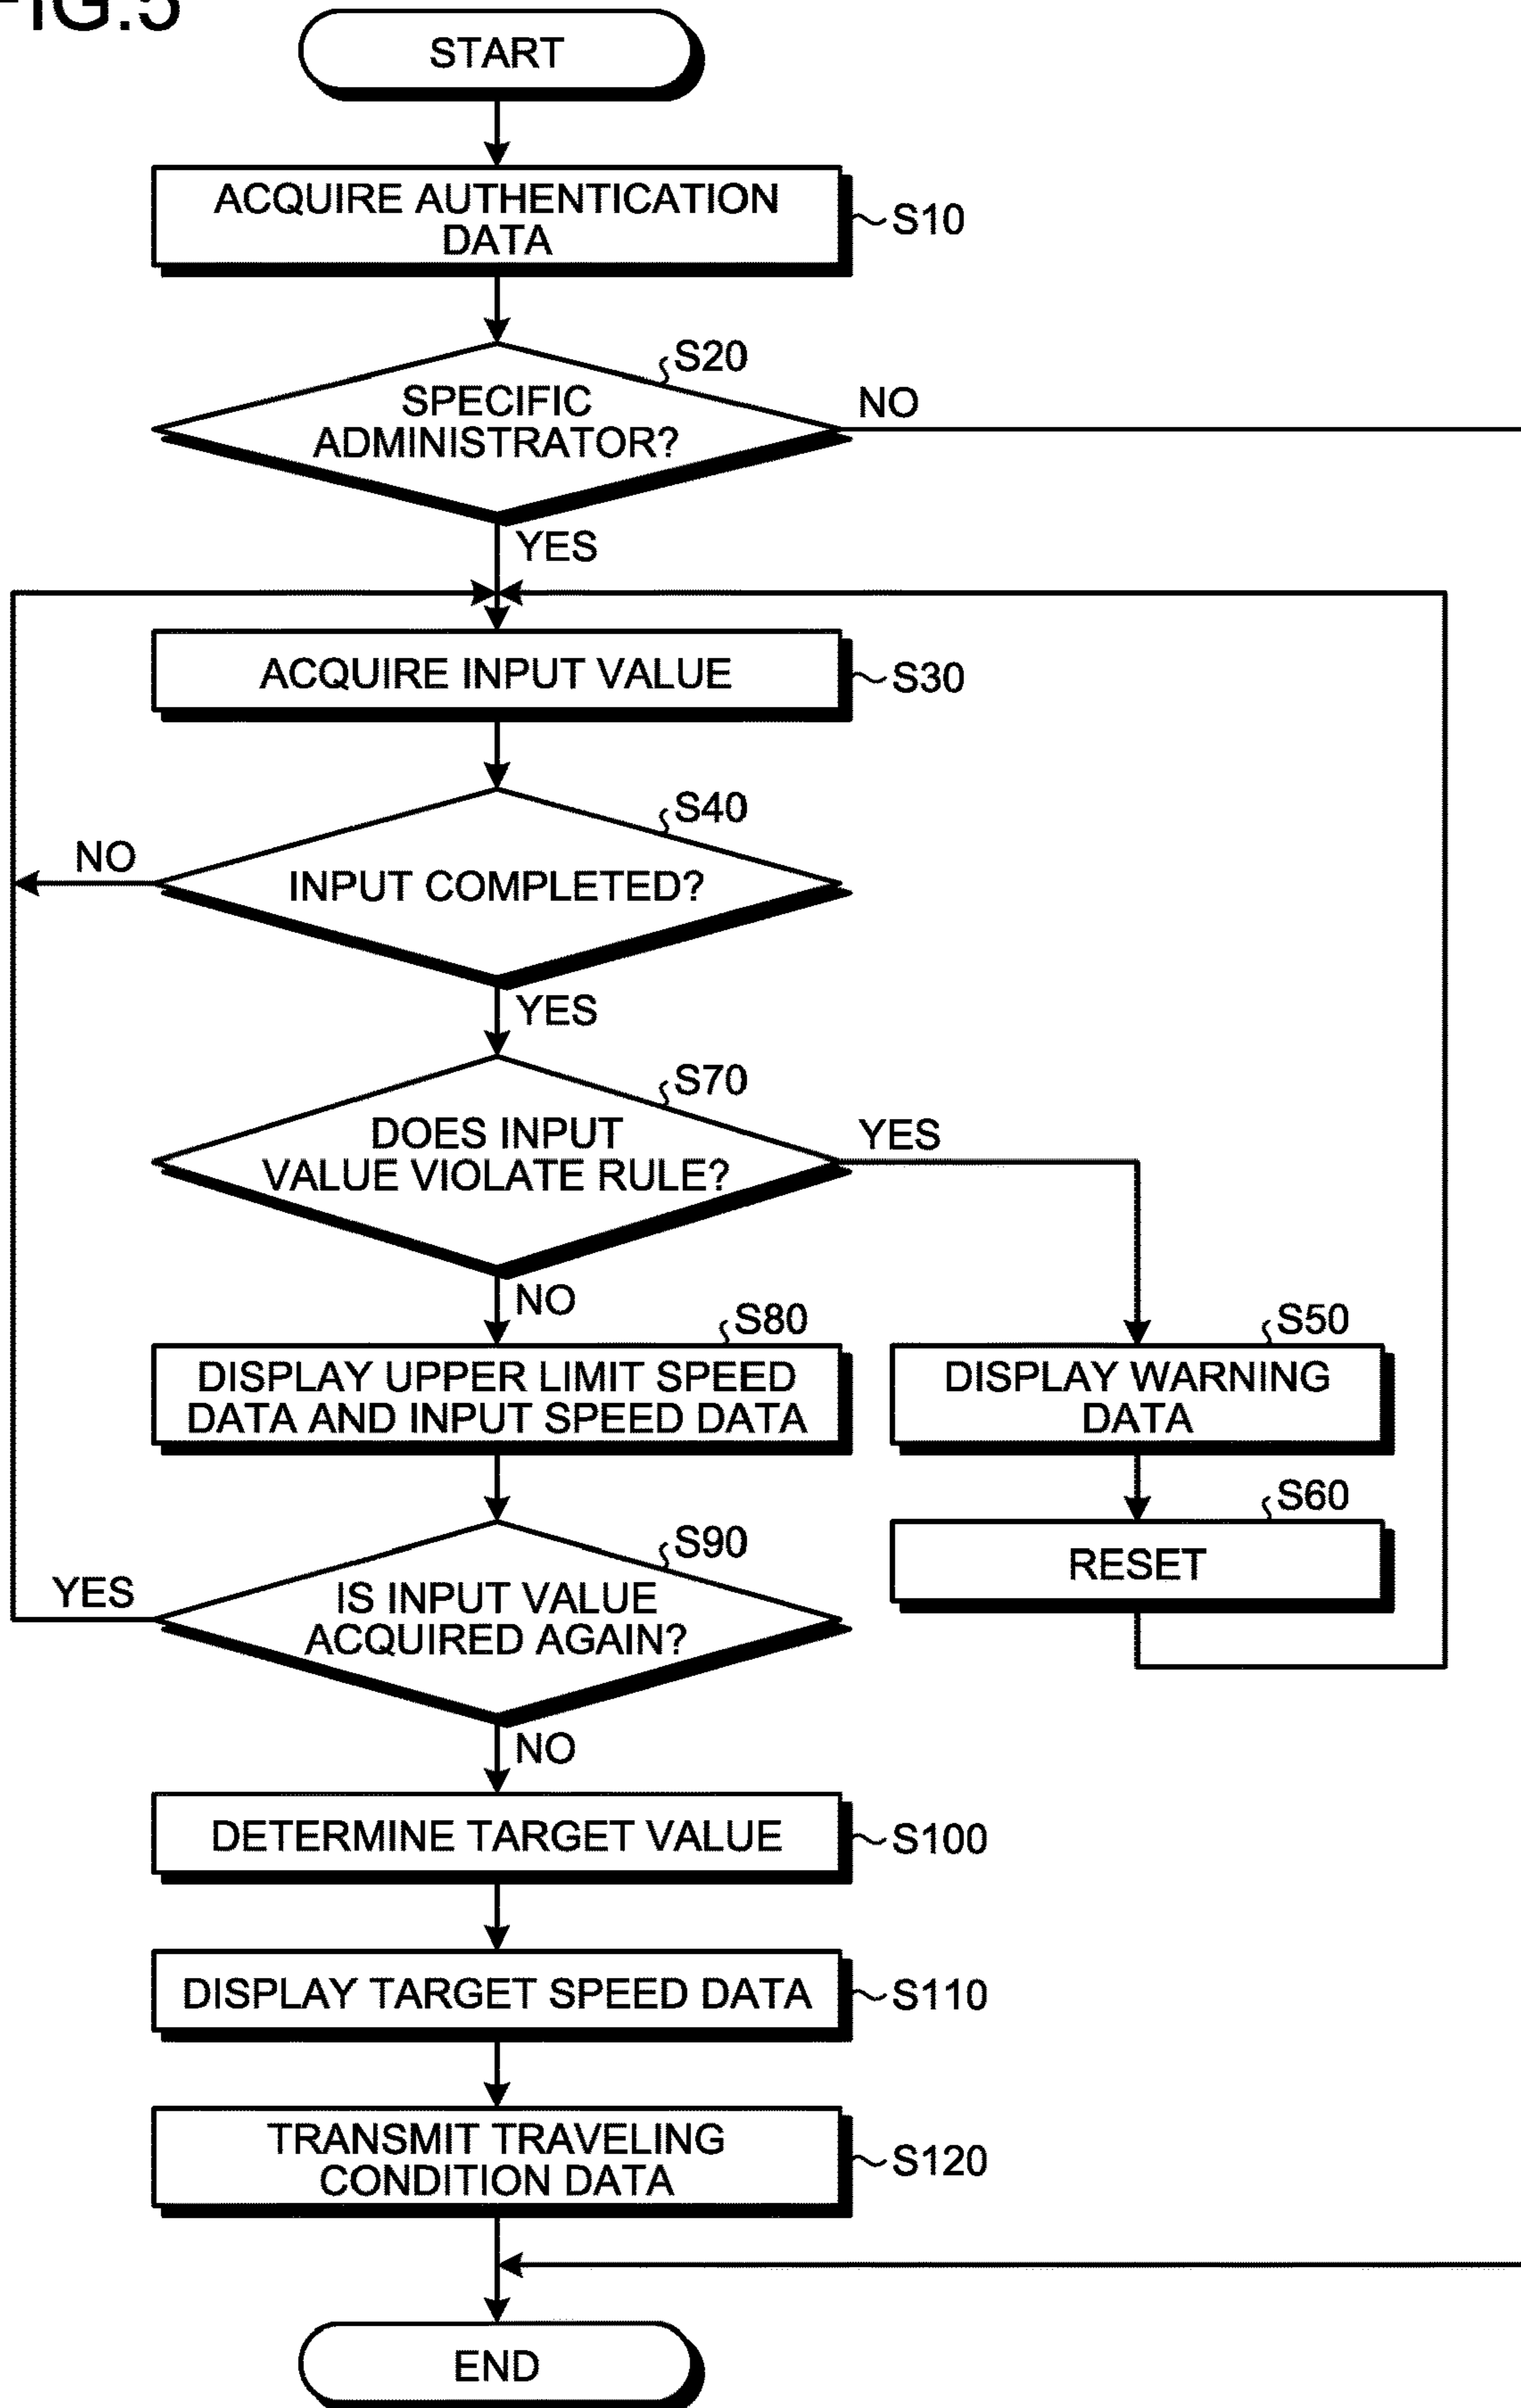 FIG.5
START
ACQUIRE AUTHENTICATION
DATA
S10
S20
SPECIFIC
ADMINISTRATOR?
NO
YES
ACQUIRE INPUT VALUE
S30
S40
NO
INPUT COMPLETED?
YES
S70
DOES INPUT
VALUE VIOLATE RULE?
YES
NO
S80
DISPLAY UPPER LIMIT SPEED
DATA AND INPUT SPEED DATA
S50
DISPLAY WARNING
DATA
S60
RESET
S90
YES
IS INPUT VALUE
ACQUIRED AGAIN?
NO
DETERMINE TARGET VALUE
S100
DISPLAY TARGET SPEED DATA
S110
TRANSMIT TRAVELING
CONDITION DATA
S120
END